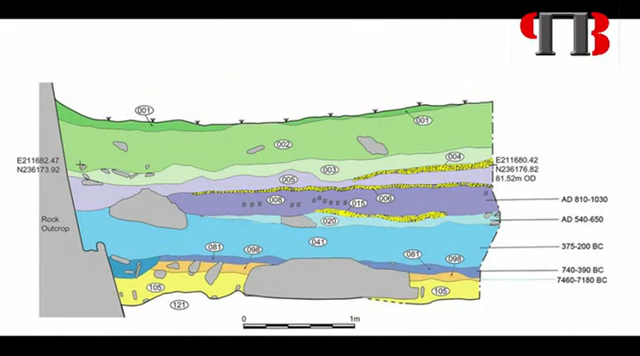 ПВ
001
001
002
004
E211682.47
N236173.92
003
E211680.42
N236176.82
81.52m OD
005
008
006
015
AD 810-1030
020
AD 540-650
Rock
Outcrop
041
375-200 BC
081
098
081
098
740-390 BC
7460-7180 BC
105
105
121
0
1m